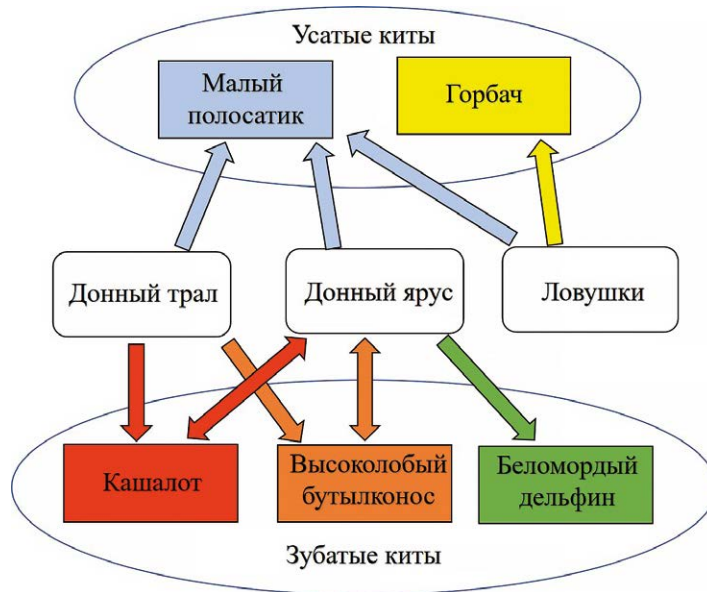 Усатые киты
Малый
полосатик
Горбач
Донный трал
Донный ярус
Ловушки
Кашалот
Высоколобый
бутылконос
Беломордый
дельфин
Зубатые киты